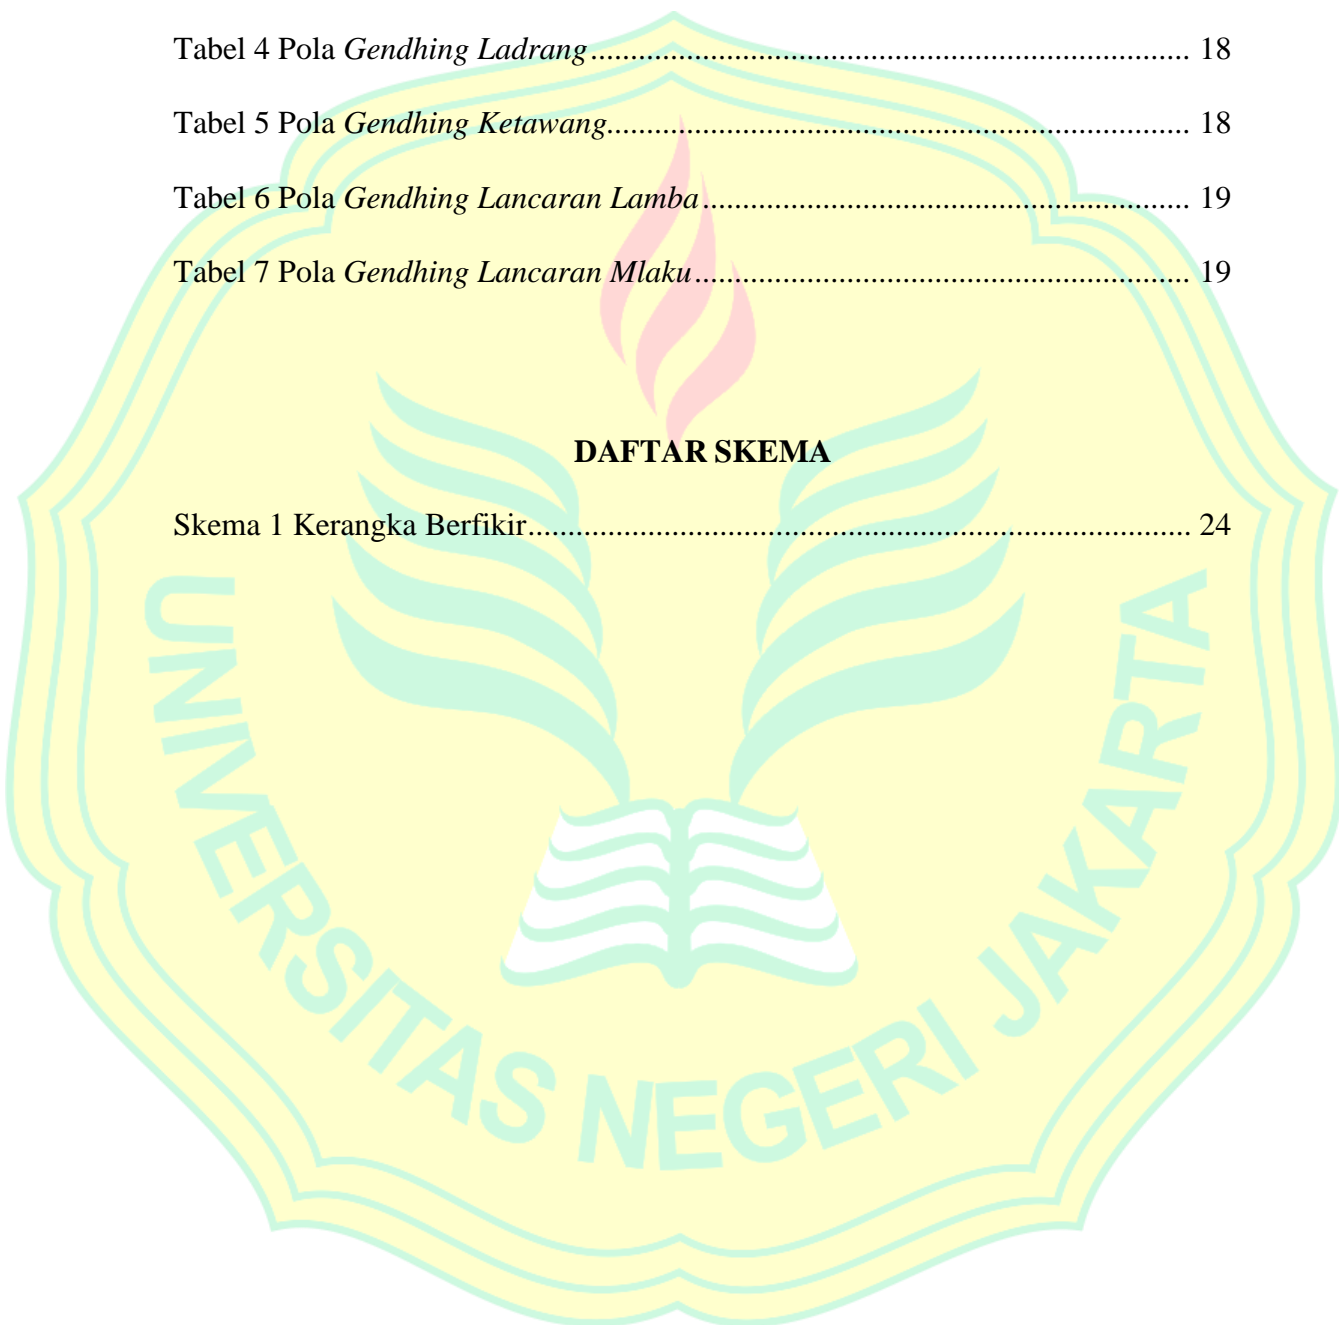 Tabel 4 Pola Gendhing Ladrang................................................................ 18
Tabel 5 Pola Gendhing Ketawang............................................................. 18
Tabel 6 Pola Gendhing Lancaran Lamba.................................................... 19
Tabel 7 Pola Gendhing Lancaran Mlaku..................................................... 19
DAFTAR SKEMA
Skema 1 Kerangka Berfikir....................................................................... 24
UNIVERSITAS NEGERI JAKARTA